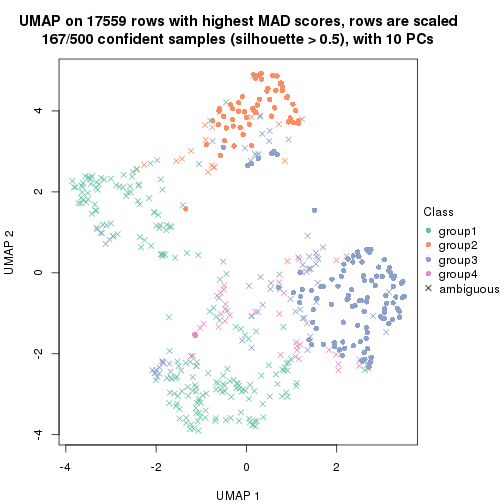 UMAP on 17559 rows with highest MAD scores, rows are scaled
167/500 confident samples (silhouette > 0.5), with 10 PCs
4
2
0
-2
-4
UMAP 2
-4
-2
0
2
UMAP 1
Class
group1
group2
group3
group4
ambiguous